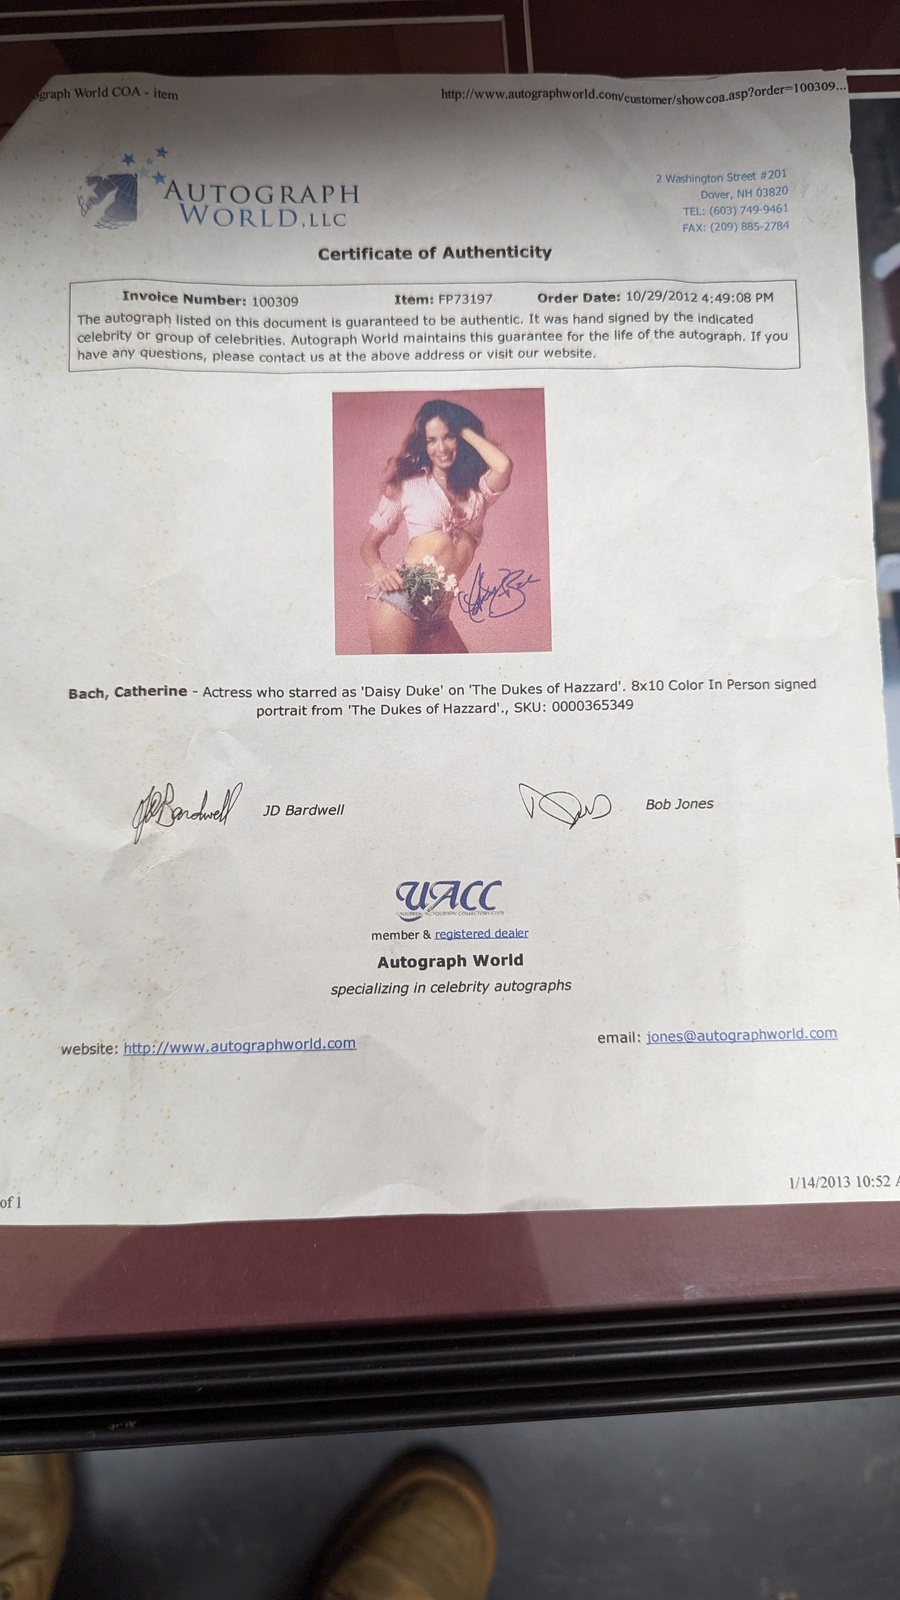 graph World COA - item
http://www.autographworld.com/customer/showcoa.asp?order=100309...
AUTOGRAPH
WORLD, LLC
2 Washington Street #201
Dover, NH 03820
TEL: (603) 749-9461
FAX: (209) 885-2784
Certificate of Authenticity
Invoice Number: 100309 Item: FP73197 Order Date: 10/29/2012 4:49:08 PM
The autograph listed on this document is guaranteed to be authentic. It was hand signed by the indicated
celebrity or group of celebrities. Autograph World maintains this guarantee for the life of the autograph. If you
have any questions, please contact us at the above address or visit our website.
Bach, Catherine - Actress who starred as 'Daisy Duke' on 'The Dukes of Hazzard'. 8x10 Color In Person signed
portrait from 'The Dukes of Hazzard'., SKU: 0000365349
JD Bardwell JD Bardwell
Bob Jones
UACC
member & registered dealer
Autograph World
specializing in celebrity autographs
website: http://www.autographworld.com
email: jones@autographworld.com
of 1
1/14/2013 10:52 A